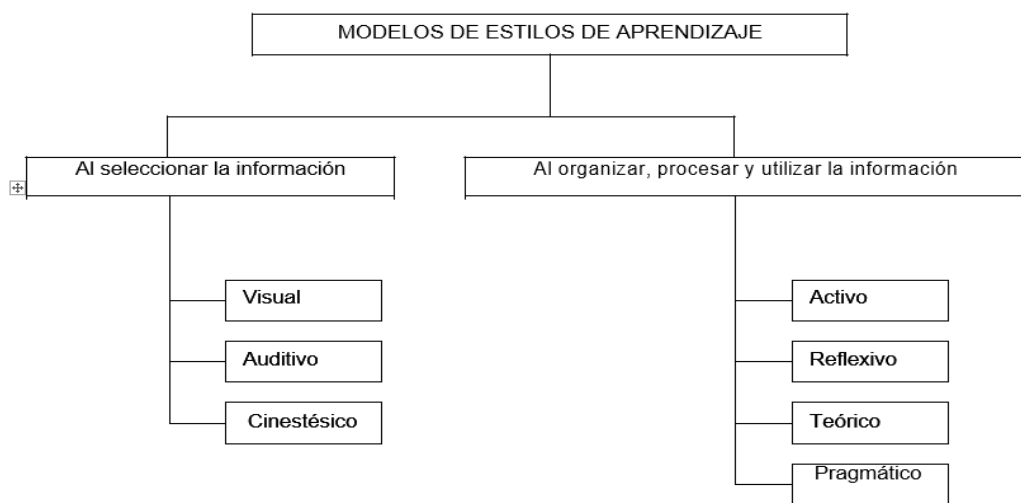 MODELOS DE ESTILOS DE APRENDIZAJE
Al seleccionar la información
Al organizar, procesar y utilizar la información
Visual
Auditivo
Cinestésico
Activo
Reflexivo
Teórico
Pragmático